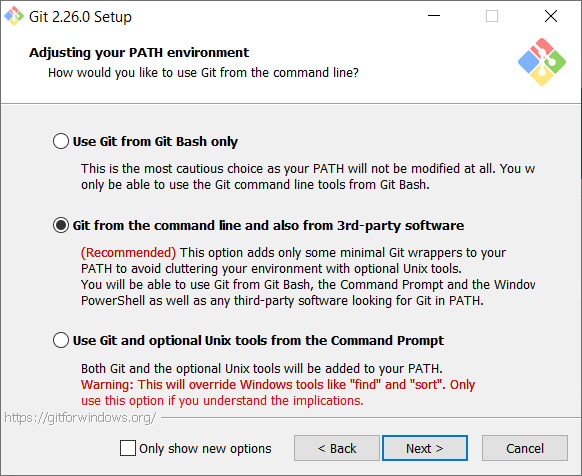 Git 2.26.0 Setup
Adjusting your PATH environment
How would you like to use Git from the command line?
Use Git from Git Bash only
This is the most cautious choice as your PATH will not be modified at all. You w
only be able to use the Git command line tools from Git Bash.
Git from the command line and also from 3rd-party software
(Recommended) This option adds only some minimal Git wrappers to your
PATH to avoid cluttering your environment with optional Unix tools.
You will be able to use Git from Git Bash, the Command Prompt and the Window
PowerShell as well as any third-party software looking for Git in PATH.
Use Git and optional Unix tools from the Command Prompt
Both Git and the optional Unix tools will be added to your PATH.
Warning: This will override Windows tools like "find" and "sort". Only
use this option if you understand the implications.
https://gitforwindows.org/
Only show new options
< Back
Next >
Cancel